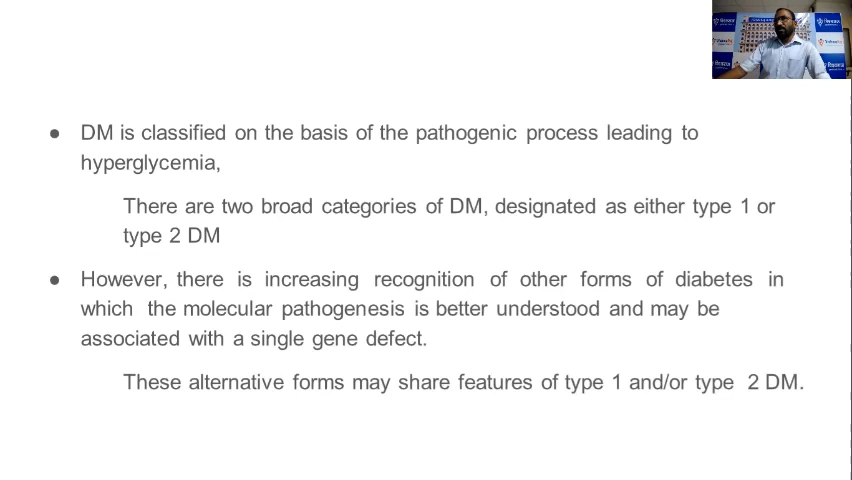 ● DM is classified on the basis of the pathogenic process leading to
hyperglycemia,
There are two broad categories of DM, designated as either type 1 or
type 2 DM
● However, there is increasing recognition of other forms of diabetes in
which the molecular pathogenesis is better understood and may be
associated with a single gene defect.
These alternative forms may share features of type 1 and/or type 2 DM.